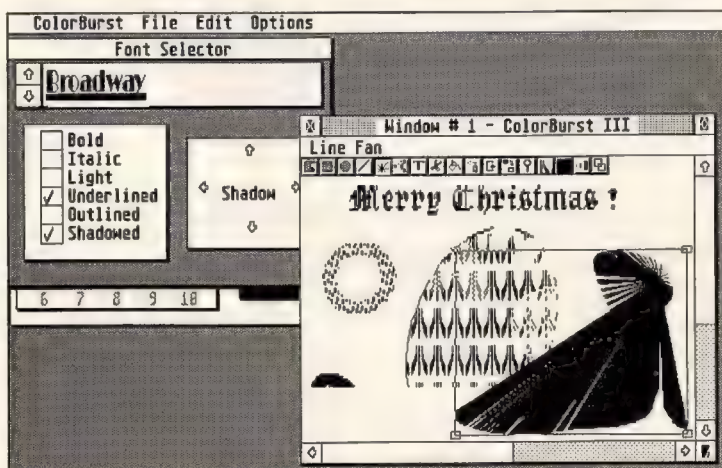 ColorBurst File Edit Options
Font Selector
Broadway
Bold
Italic
Light
Underlined
Outlined
Shadowed
Shadow
6 7 8 9 10
Window # 1 - ColorBurst III
Line Fan
T
G
Merry Christmas !